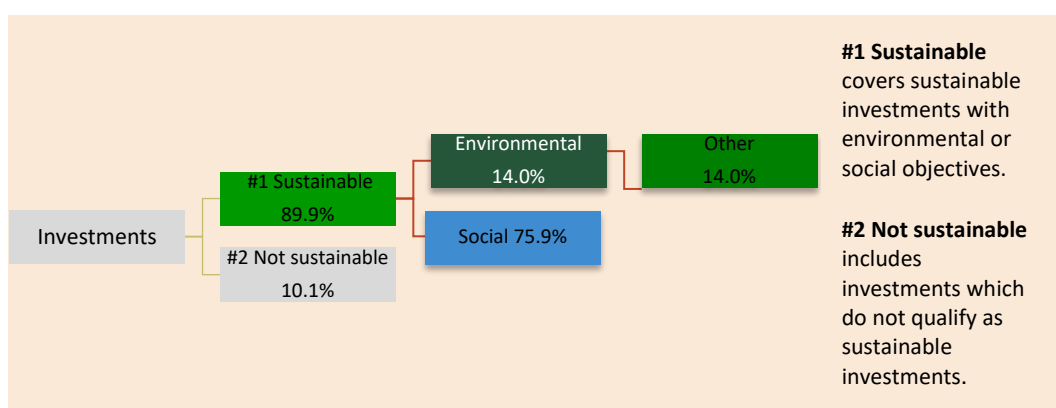 Investments
#1 Sustainable
89.9%
#2 Not sustainable
10.1%
Environmental
14.0%
Social 75.9%
Other
14.0%
#1 Sustainable
covers sustainable
investments with
environmental or
social objectives.
#2 Not sustainable
includes
investments which
do not qualify as
sustainable
investments.